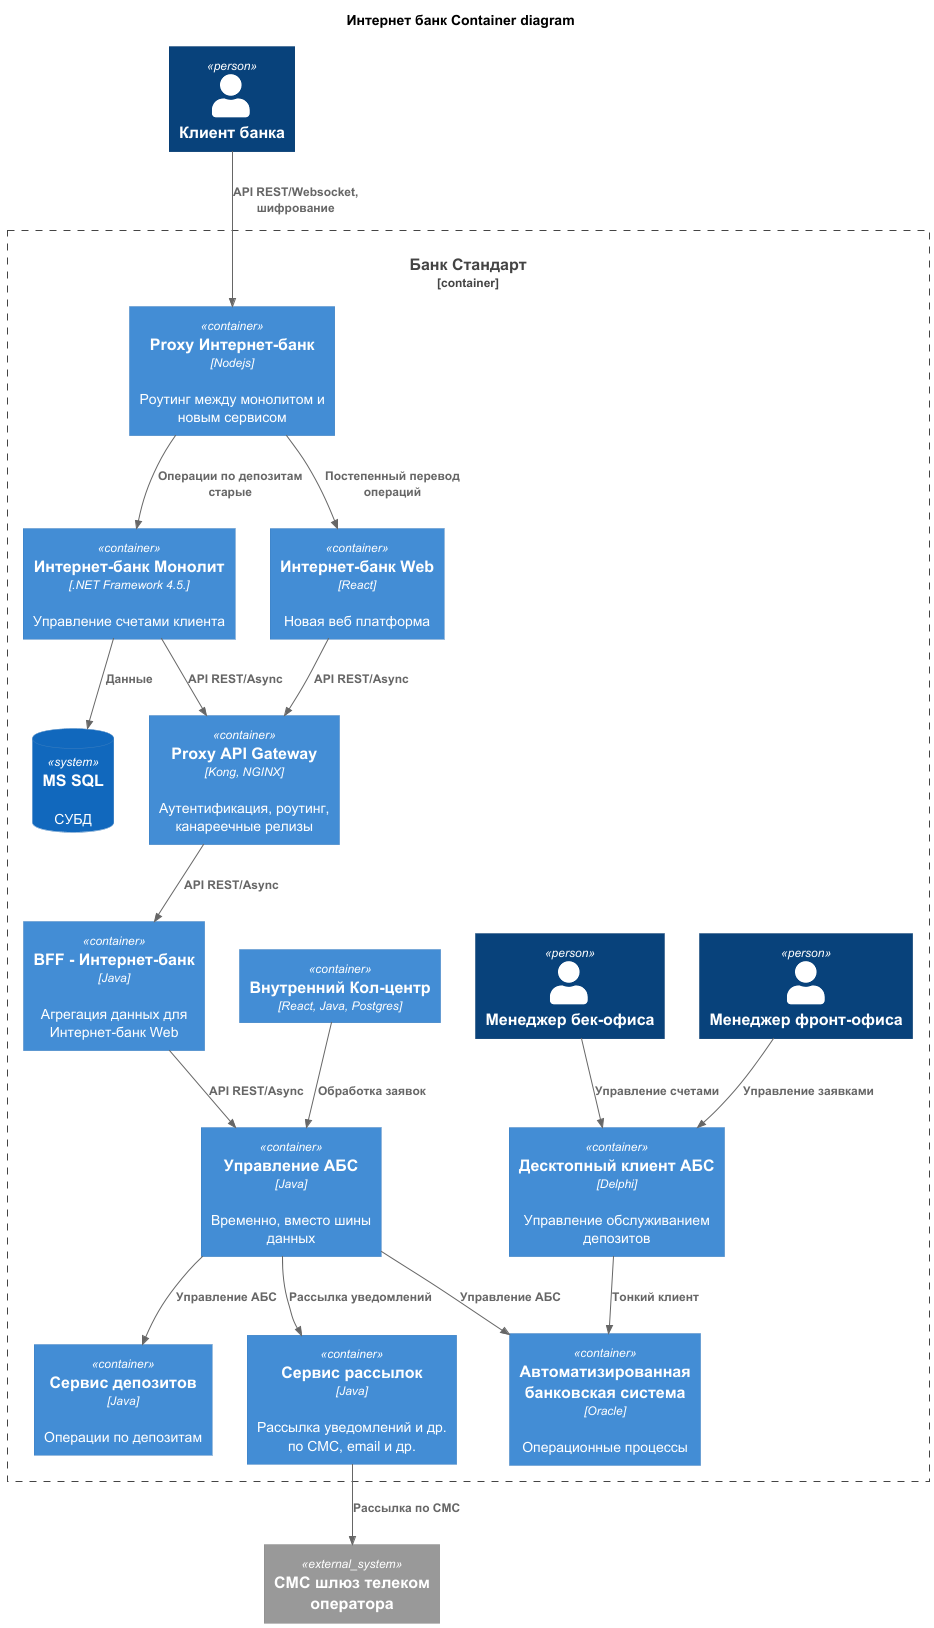 Интернет банк Container diagram
«person»
Клиент банка
API REST/Websocket,
шифрование
Банк Стандарт
[container]
«container»
Proxy Интернет-банк
[Nodejs]
Роутинг между монолитом и
новым сервисом
Операции по депозитам
старые
Постепенный перевод
операций
«container»
Интернет-банк Монолит
[.NET Framework 4.5.]
Управление счетами клиента
«container»
Интернет-банк Web
[React]
Новая веб платформа
Данные
API REST/Async
API REST/Async
«system»
MS SQL
СУБД
«container»
Proxy API Gateway
[Kong, NGINX]
Аутентификация, роутинг,
канареечные релизы
API REST/Async
«container»
BFF - Интернет-банк
[Java]
Агрегация данных для
Интернет-банк Web
«container»
Внутренний Кол-центр
[React, Java, Postgres]
«person»
Менеджер бек-офиса
«person»
Менеджер фронт-офиса
API REST/Async
Обработка заявок
Управление счетами
Управление заявками
«container»
Управление АБС
[Java]
Временно, вместо шины
данных
«container»
Десктопный клиент АБС
[Delphi]
Управление обслуживанием
депозитов
Управление АБС
Рассылка уведомлений
Управление АБС
Тонкий клиент
«container»
Сервис депозитов
[Java]
Операции по депозитам
«container»
Сервис рассылок
[Java]
Рассылка уведомлений и др.
по СМС, email и др.
«container»
Автоматизированная
банковская система
[Oracle]
Операционные процессы
Рассылка по СМС
«external_system»
СМС шлюз телеком
оператора